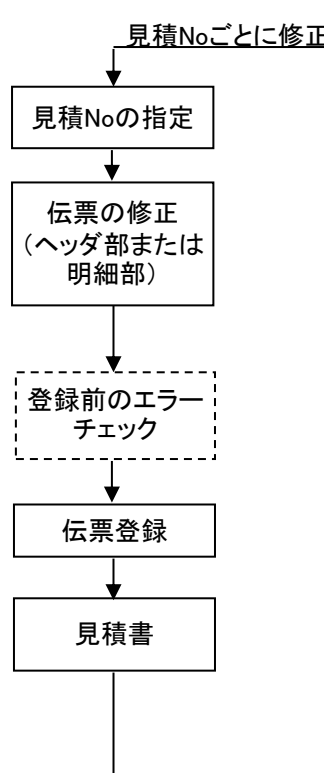 見積Noごとに修正
見積Noの指定
伝票の修正
（ヘッダ部または
明細部）
登録前のエラー
チェック
伝票登録
見積書